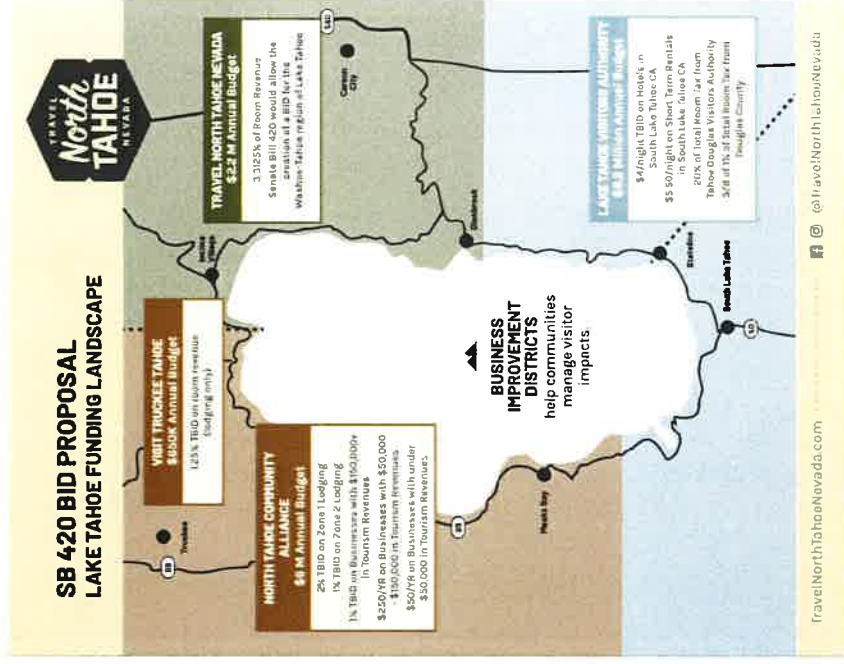 SB 420 BID PROPOSAL
LAKE TAHOE FUNDING LANDSCAPE
TRAVEL
North
TAHOE
NEVADA
VISIT TRUCKEE TAHOE
$650K Annual Budget
1.25% TBID on room revenue
(lodging only)
TRAVEL NORTH TAHOE NEVADA
$2.2 M Annual Budget
3.3125% of Room Revenue
Senate Bill 420 would allow the
creation of a BID for the
Washoe-Tahoe region of Lake Tahoe
NORTH TAHOE COMMUNITY
ALLIANCE
$6 M Annual Budget
2% TBID on Zone 1 Lodging
1% TBID on Zone 2 Lodging
1% TBID on Businesses with $150,000+
in Tourism Revenues
$250/YR on Businesses with $50,000
- $150,000 in Tourism Revenues
$50/YR on Businesses with under
$50,000 in Tourism Revenues
LAKE TAHOE VISITORS AUTHORITY
Annual Budget
$4/night TBID on Hotels in
South Lake Tahoe CA
$5.50/night on Short Term Rentals
in South Lake Tahoe CA
20% of Total Room Tax from
Tahoe Douglas Visitors Authority
5/8 of 1% of Total Room Tax from
Douglas County
BUSINESS
IMPROVEMENT
DISTRICTS
help communities
manage visitor
impacts.
Truckee
89
Incline
Village
Carson
City
Glenbrook
89
Meeks Bay
Stateline
South Lake Tahoe
50
TravelNorthTahoeNevada.com
@TravelNorthTahoeNevada